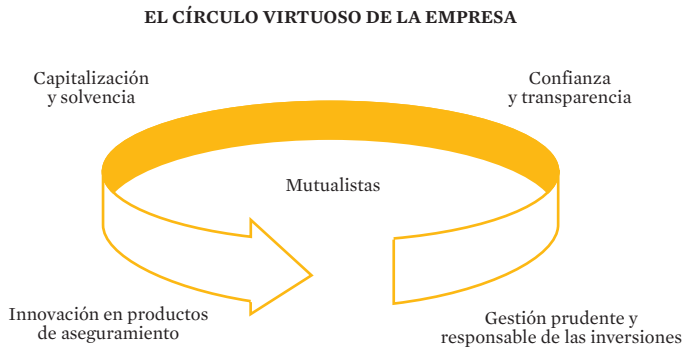 EL CÍRCULO VIRTUOSO DE LA EMPRESA
Capitalización
y solvencia
Confianza
y transparencia
Mutualistas
Innovación en productos
de aseguramiento
Gestión prudente y
responsable de las inversiones